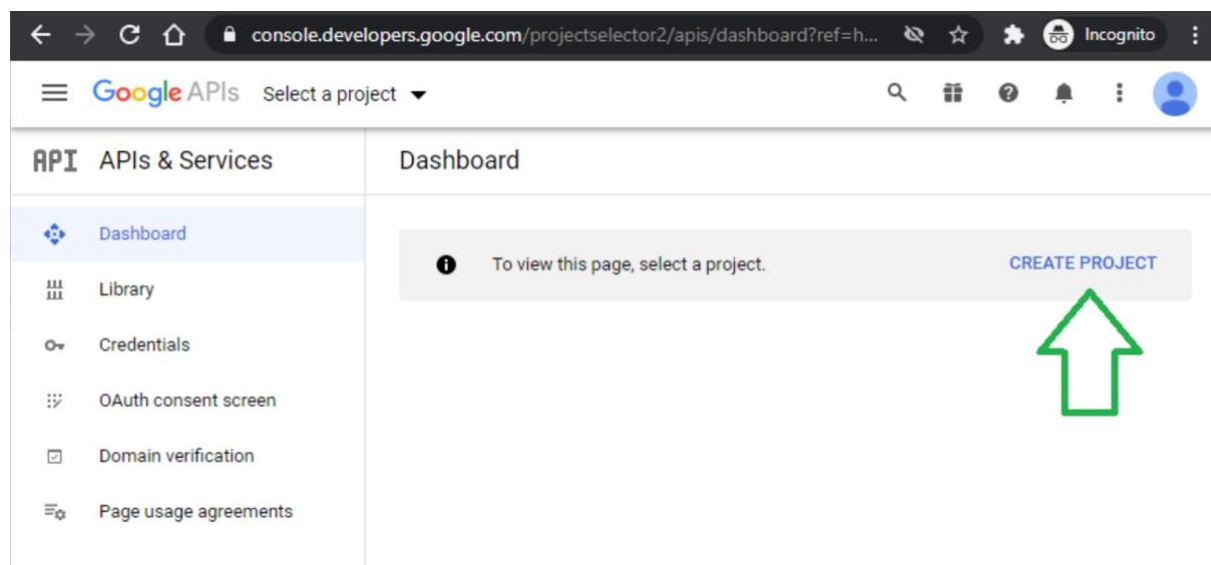 console.developers.google.com/projectselector2/apis/dashboard?ref=h... Incognito
Google APIs Select a project
API APIs & Services
Dashboard
Dashboard
Library
Credentials
OAuth consent screen
Domain verification
Page usage agreements
To view this page, select a project. CREATE PROJECT